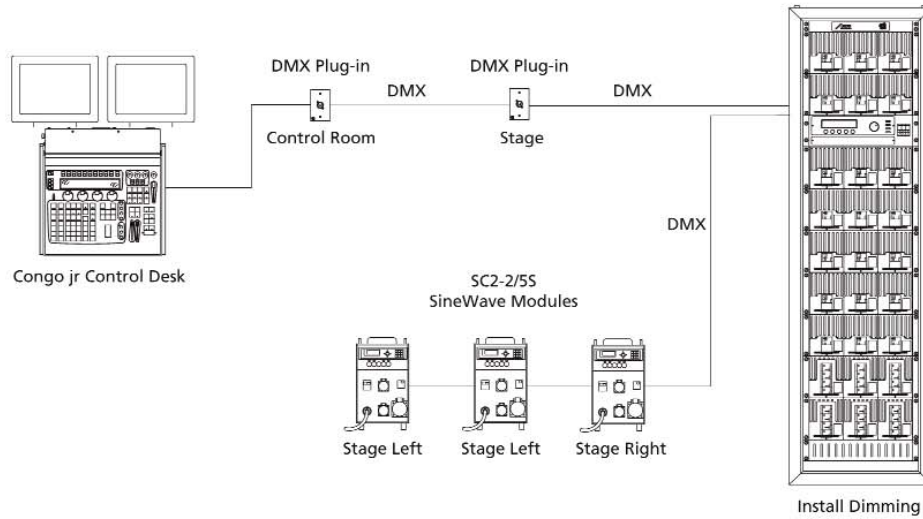 DMX Plug-in
DMX Plug-in
DMX
DMX
Control Room
Stage
DMX
Congo jr Control Desk
SC2-2/5S
SineWave Modules
Stage Left
Stage Left
Stage Right
Install Dimming